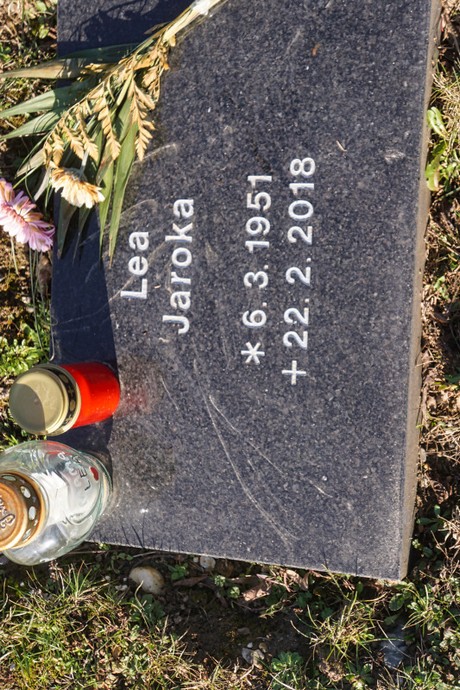 Lea
Jaroka
* 6. 3. 1951
+ 22. 2. 2018